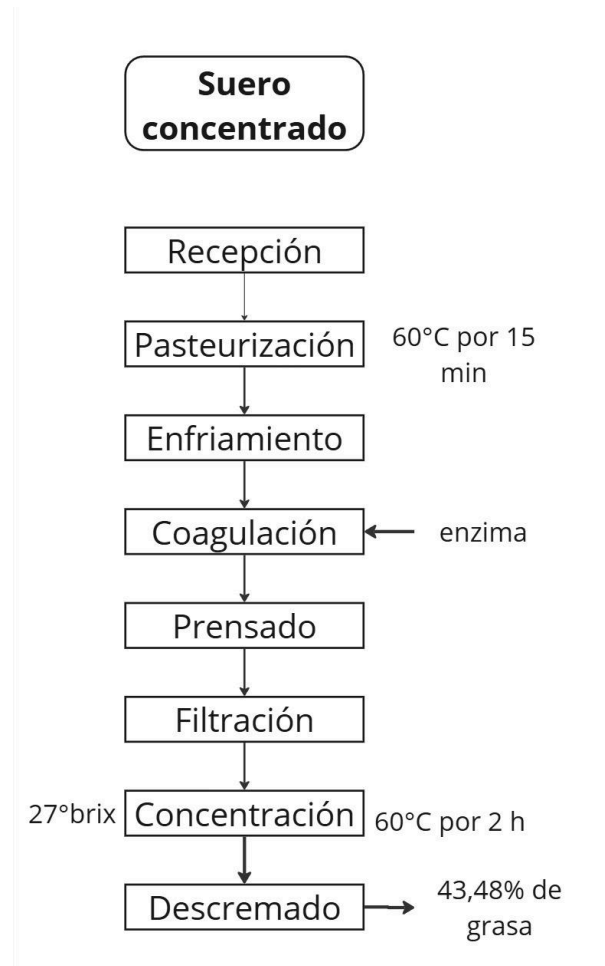 Suero
concentrado
Recepción
Pasteurización
60°C por 15
min
Enfriamiento
Coagulación
enzima
Prensado
Filtración
27°brix
Concentración
60°C por 2 h
Descremado
43,48% de
grasa